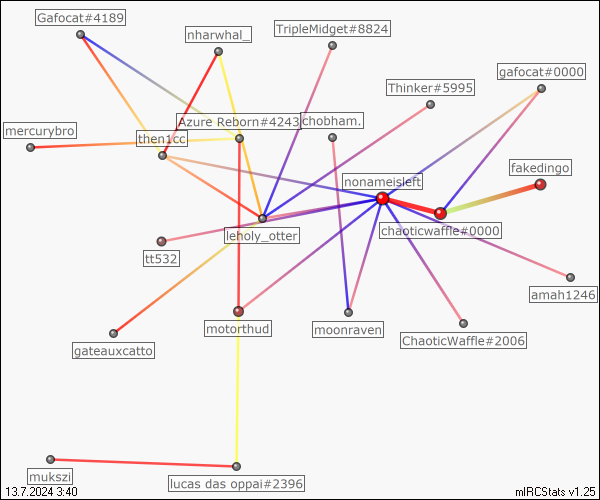 Gafocat#4189
nharwhal_
TripleMidget#8824
gafocat#0000
Thinker#5995
mercurybro
Azure Reborn#4243
chobham.
then1cc
fakedingo
nonameisleft
chaoticwaffle#0000
leholy_otter
tt532
amah1246
motorthud
moonraven
ChaoticWaffle#2006
gateauxcatto
mukszi
lucas das oppai#2396
13.7.2024 3:40
mIRCStats v1.25